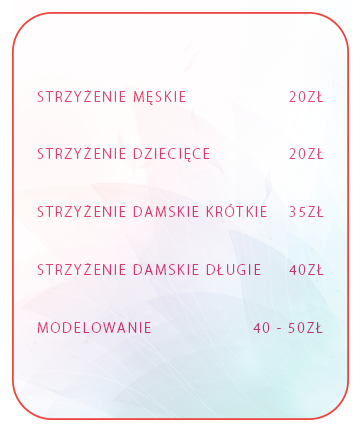 STRZYŻENIE MĘSKIE 20ZŁ
STRZYŻENIE DZIECIĘCE 20ZŁ
STRZYŻENIE DAMSKIE KRÓTKIE 35ZŁ
STRZYŻENIE DAMSKIE DŁUGIE 40ZŁ
MODELOWANIE 40 - 50ZŁ